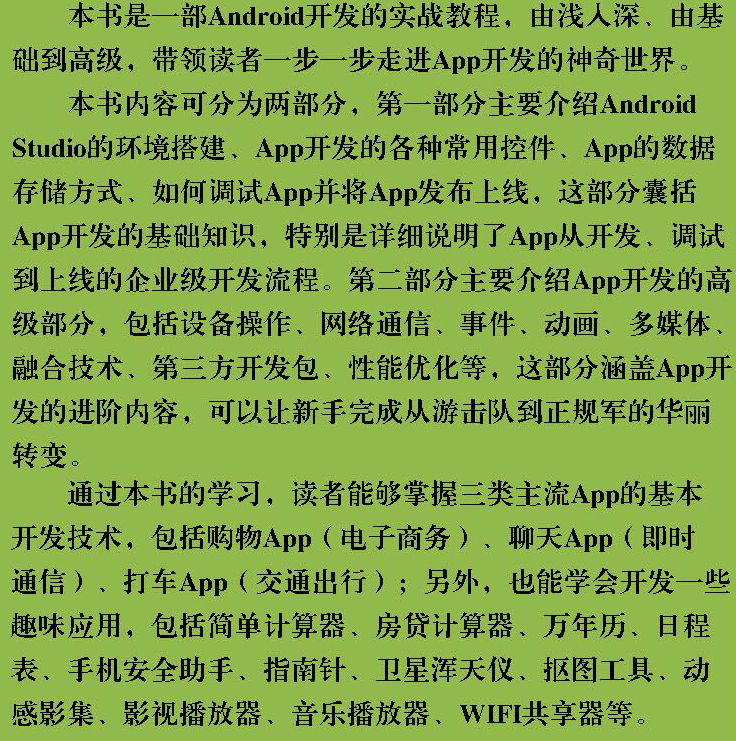 本书是一部Android开发的实战教程，由浅入深、由基
础到高级，带领读者一步一步走进App开发的神奇世界。
本书内容可分为两部分，第一部分主要介绍Android
Studio的环境搭建、App开发的各种常用控件、App的数据
存储方式、如何调试App并将App发布上线，这部分囊括
App开发的基础知识，特别是详细说明了App从开发、调试
到上线的企业级开发流程。第二部分主要介绍App开发的高
级部分，包括设备操作、网络通信、事件、动画、多媒体、
融合技术、第三方开发包、性能优化等，这部分涵盖App开
发的进阶内容，可以让新手完成从游击队到正规军的华丽
转变。
通过本书的学习，读者能够掌握三类主流App的基本
开发技术，包括购物App（电子商务）、聊天App（即时
通信）、打车App（交通出行）；另外，也能学会开发一些
趣味应用，包括简单计算器、房贷计算器、万年历、日程
表、手机安全助手、指南针、卫星浑天仪、抠图工具、动
感影集、影视播放器、音乐播放器、WIFI共享器等。